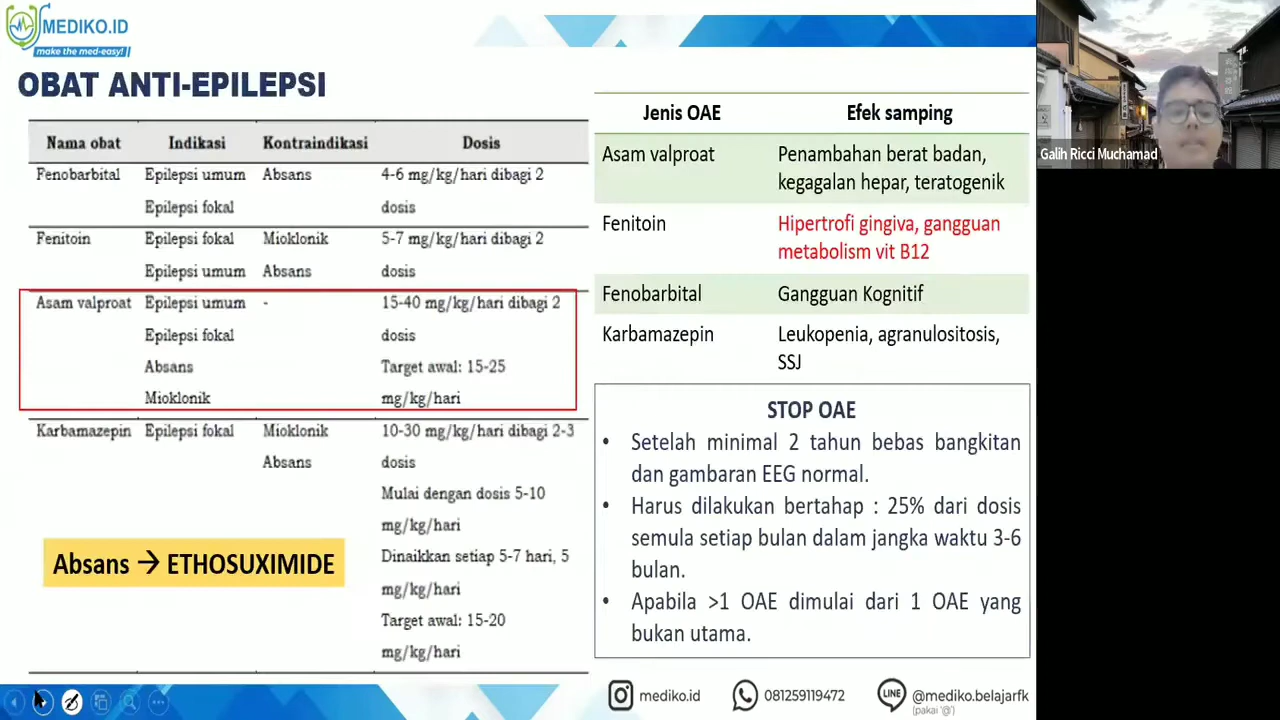 MEDIKO.ID
make the med-easy!
OBAT ANTI-EPILEPSI
Nama obat Indikasi Kontraindikasi Dosis
Fenobarbital Epilepsi umum Absans 4-6 mg/kg/hari dibagi 2
Epilepsi fokal dosis
Fenitoin Epilepsi fokal Mioklonik 5-7 mg/kg/hari dibagi 2
Epilepsi umum Absans dosis
Asam valproat Epilepsi umum - 15-40 mg/kg/hari dibagi 2
Epilepsi fokal dosis
Absans Target awal: 15-25
Mioklonik mg/kg/hari
Karbamazepin Epilepsi fokal Mioklonik 10-30 mg/kg/hari dibagi 2-3
Absans dosis
Mulai dengan dosis 5-10
mg/kg/hari
Dinaikkan setiap 5-7 hari, 5
mg/kg/hari
Target awal: 15-20
mg/kg/hari
Absans → ETHOSUXIMIDE
Jenis OAE Efek samping
Asam valproat Penambahan berat badan,
kegagalan hepar, teratogenik
Fenitoin Hipertrofi gingiva, gangguan
metabolism vit B12
Fenobarbital Gangguan Kognitif
Karbamazepin Leukopenia, agranulositosis,
SSJ
STOP OAE
• Setelah minimal 2 tahun bebas bangkitan
dan gambaran EEG normal.
• Harus dilakukan bertahap : 25% dari dosis
semula setiap bulan dalam jangka waktu 3-6
bulan.
• Apabila >1 OAE dimulai dari 1 OAE yang
bukan utama.
mediko.id
081259119472
LINE
@mediko.belajarfk
(pakai '@')
Galih Ricci Muchamad